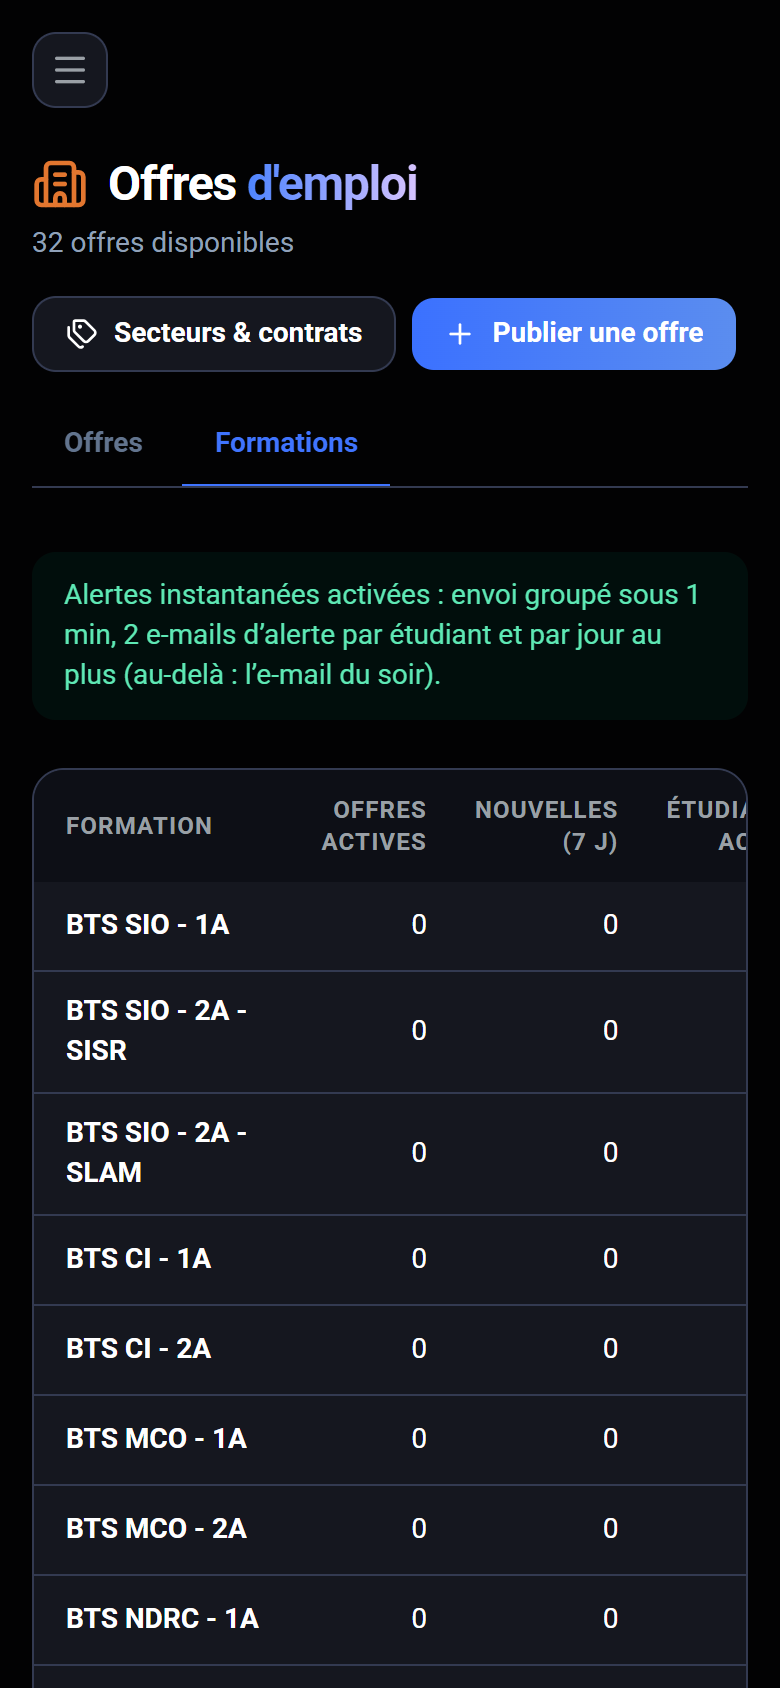 Offres d'emploi
32 offres disponibles
Secteurs & contrats
Publier une offre
Offres
Formations
Alertes instantanées activées : envoi groupé sous 1
min, 2 e-mails d’alerte par étudiant et par jour au
plus (au-delà : l’e-mail du soir).
FORMATION
OFFRES
ACTIVES
NOUVELLES
(7 J)
BTS SIO - 1A 0 0
BTS SIO - 2A -
SISR 0 0
BTS SIO - 2A -
SLAM 0 0
BTS CI - 1A 0 0
BTS CI - 2A 0 0
BTS MCO - 1A 0 0
BTS MCO - 2A 0 0
BTS NDRC - 1A 0 0